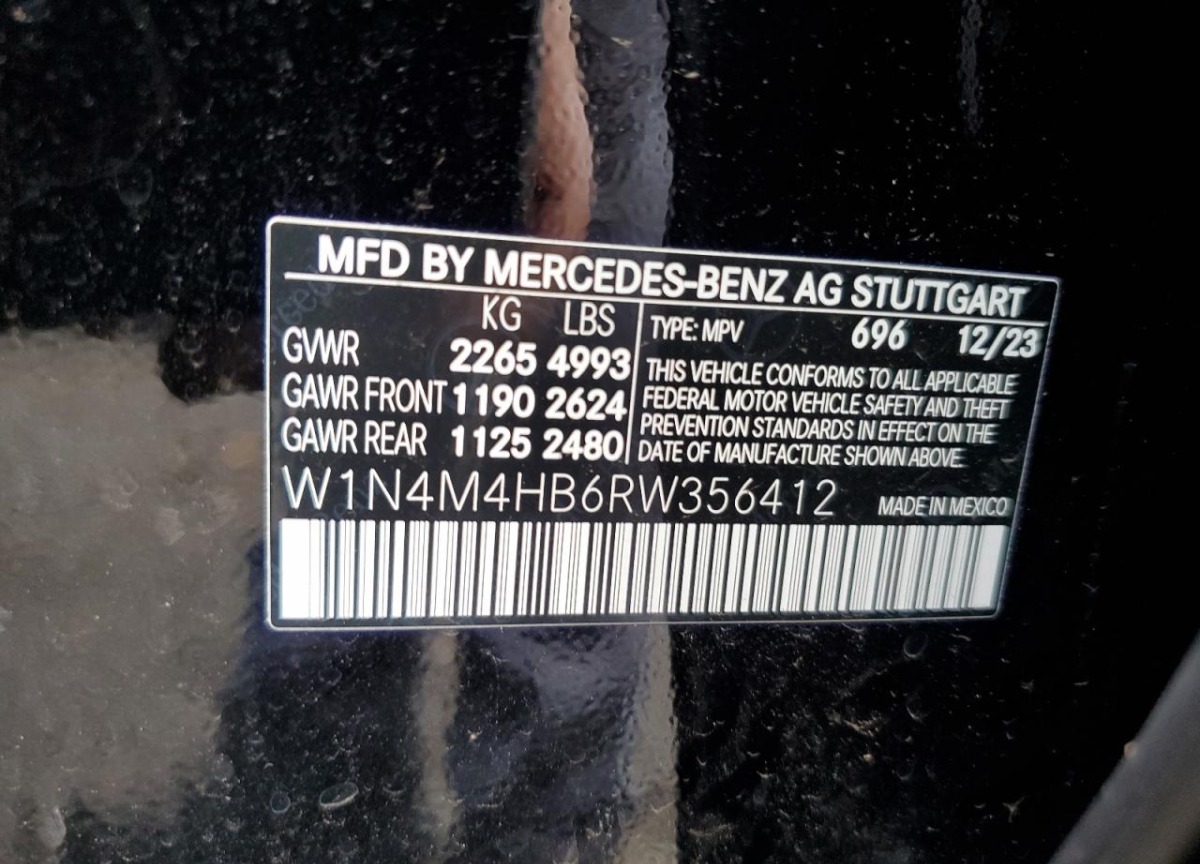 MFD BY MERCEDES-BENZ AG STUTTGART
KG LBS
GVWR 2265 4993
GAWR FRONT 1190 2624
GAWR REAR 1125 2480
TYPE: MPV 696 12/23
THIS VEHICLE CONFORMS TO ALL APPLICABLE
FEDERAL MOTOR VEHICLE SAFETY AND THEFT
PREVENTION STANDARDS IN EFFECT ON THE
DATE OF MANUFACTURE SHOWN ABOVE.
W1N4M4HB6RW356412 MADE IN MEXICO